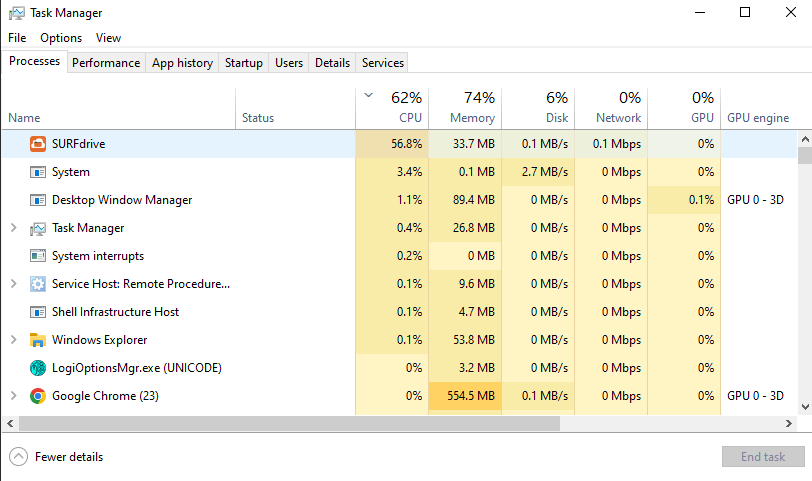 Task Manager
File Options View
Processes Performance App history Startup Users Details Services
62% 74% 6% 0% 0%
Name Status CPU Memory Disk Network GPU GPU engine
SURFdrive 56.8% 33.7 MB 0.1 MB/s 0.1 Mbps 0%
System 3.4% 0.1 MB 2.7 MB/s 0 Mbps 0%
Desktop Window Manager 1.1% 89.4 MB 0 MB/s 0 Mbps 0.1% GPU 0 - 3D
Task Manager 0.4% 26.8 MB 0 MB/s 0 Mbps 0%
System interrupts 0.2% 0 MB 0 MB/s 0 Mbps 0%
Service Host: Remote Procedure... 0.1% 9.6 MB 0 MB/s 0 Mbps 0%
Shell Infrastructure Host 0.1% 4.7 MB 0 MB/s 0 Mbps 0%
Windows Explorer 0.1% 53.8 MB 0 MB/s 0 Mbps 0%
LogiOptionsMgr.exe (UNICODE) 0% 3.2 MB 0 MB/s 0 Mbps 0%
Google Chrome (23) 0% 554.5 MB 0.1 MB/s 0 Mbps 0% GPU 0 - 3D
Fewer details End task